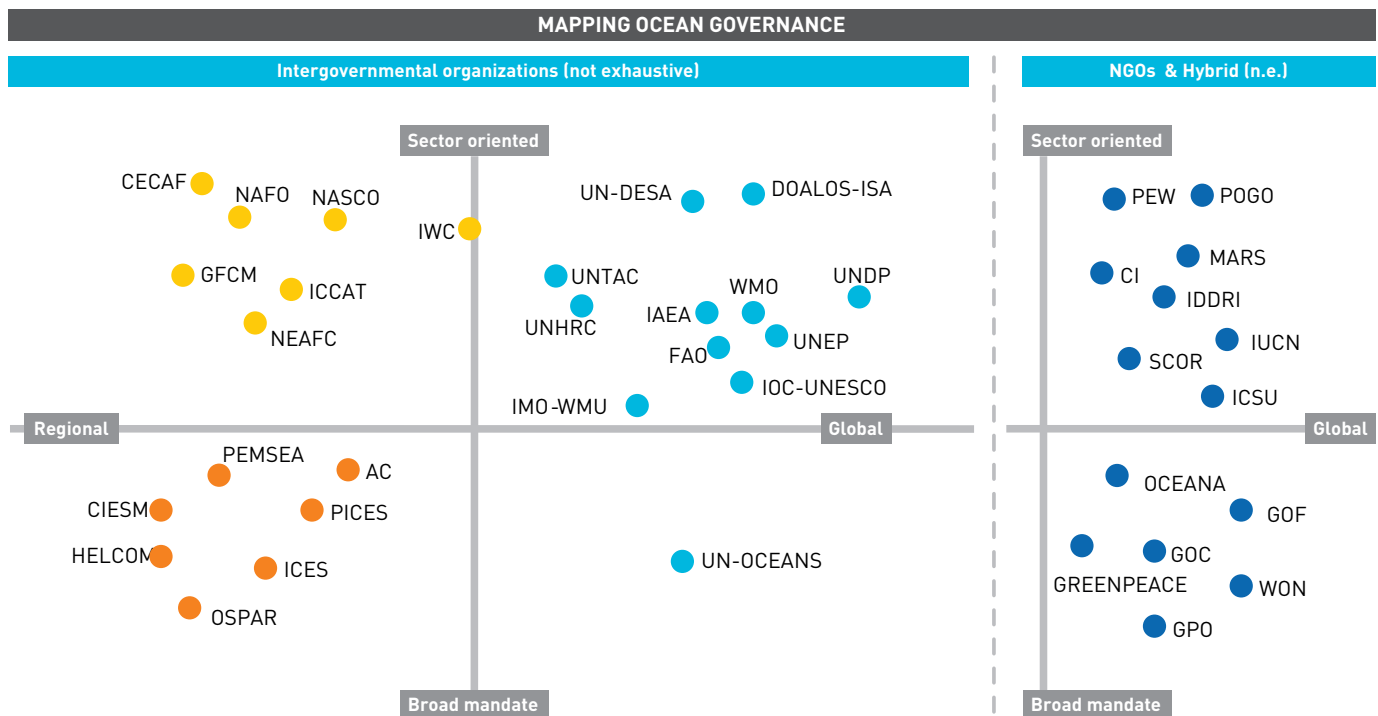 MAPPING OCEAN GOVERNANCE
Intergovernmental organizations (not exhaustive)
NGOs & Hybrid (n.e.)
Sector oriented
Sector oriented
CECAF
NAFO
NASCO
IWC
GFCM
ICCAT
NEAFC
UN-DESA
DOALOS-ISA
UNTAC
UNHRC
IAEA
WMO
UNDP
FAO
UNEP
IOC-UNESCO
IMO-WMU
PEW
POGO
MARS
CI
IDDRI
IUCN
SCOR
ICSU
Regional
Global
Global
PEMSEA
AC
CIESM
PICES
HELCOM
ICES
OSPAR
UN-OCEANS
OCEANA
GOF
GOC
GREENPEACE
WON
GPO
Broad mandate
Broad mandate